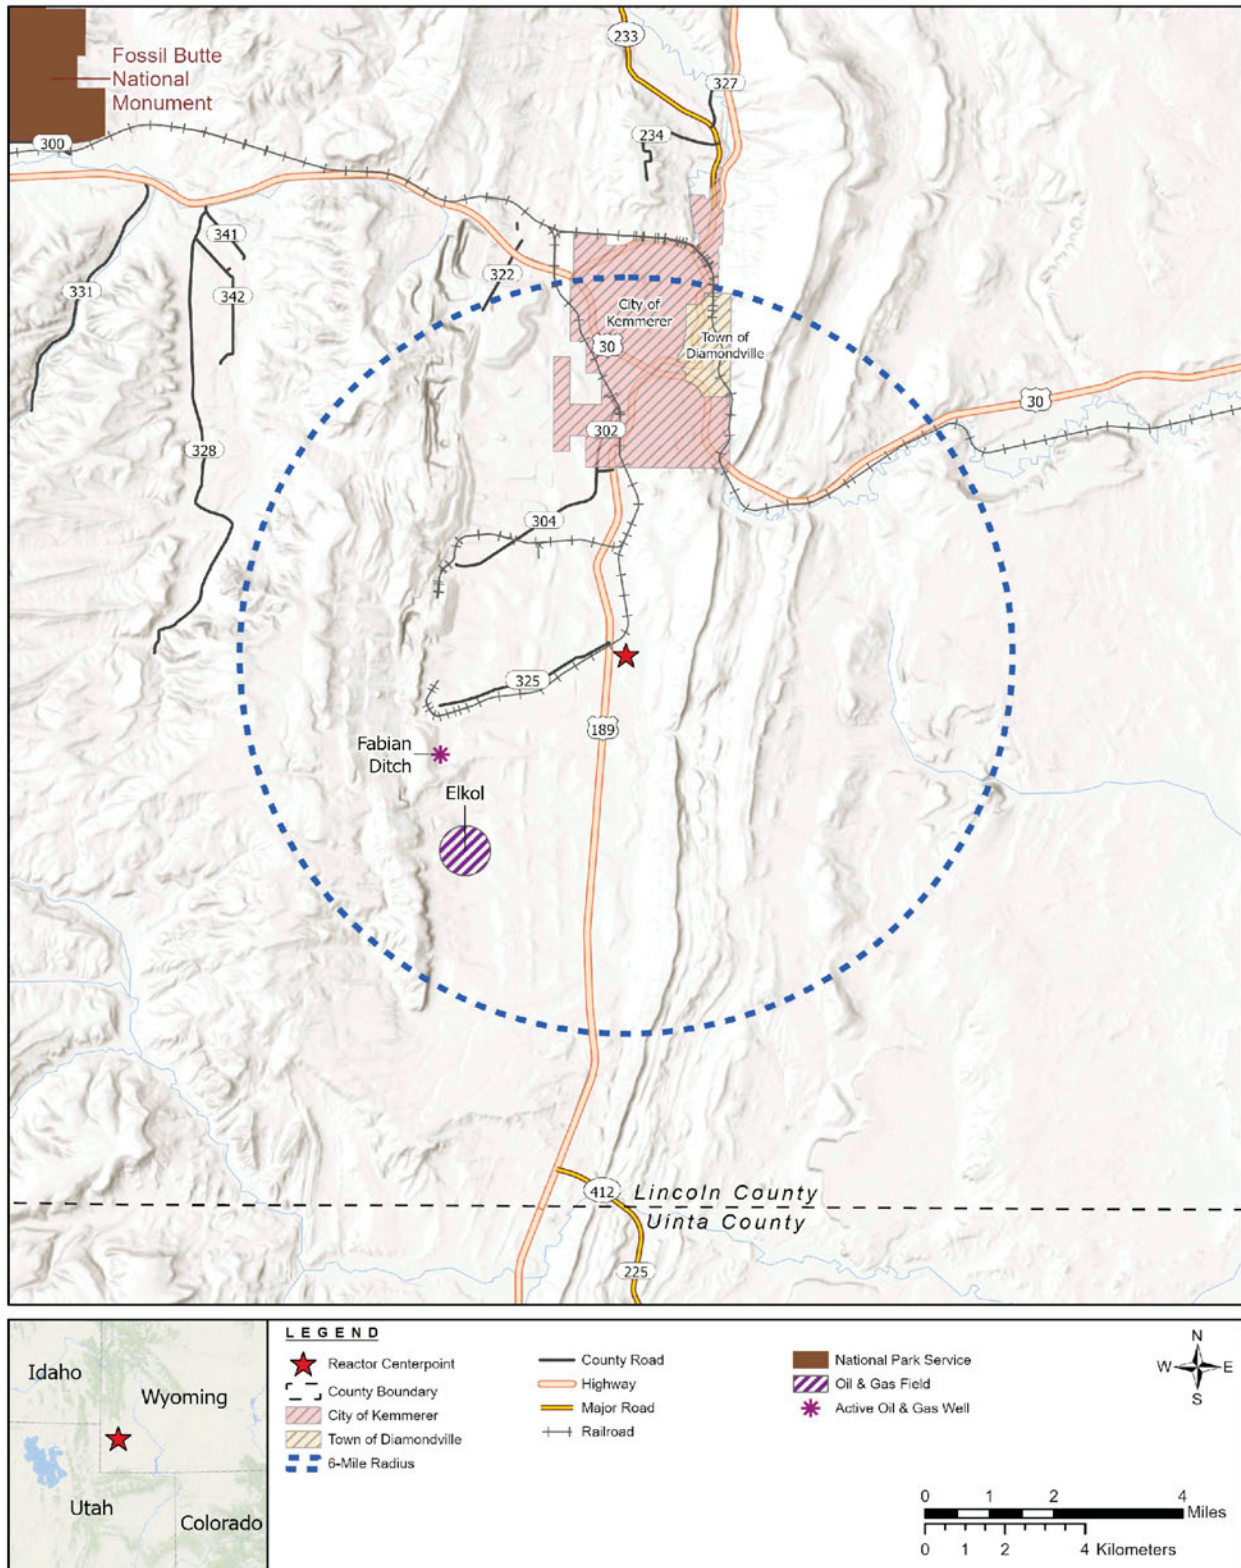 233
327
Fossil Butte
National
Monument
234
300
341
322
331
342
City of
Kemmerer
30
Town of
Diamondville
30
302
328
304
325
189
Fabian
Ditch
Elkol
412
Lincoln County
Uinta County
225
Idaho
Wyoming
Utah
Colorado
LEGEND
Reactor Centerpoint
County Boundary
City of Kemmerer
Town of Diamondville
6-Mile Radius
County Road
Highway
Major Road
Railroad
National Park Service
Oil & Gas Field
Active Oil & Gas Well
N
W E
S
0 1 2 4
Miles
0 1 2 4 Kilometers